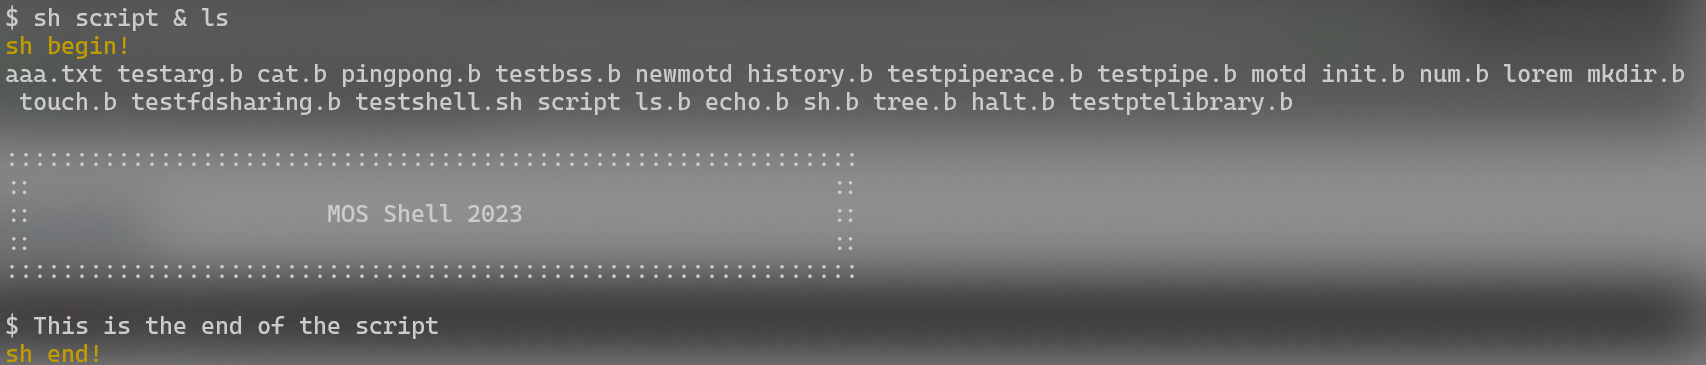 $ sh script & ls
sh begin!
aaa.txt testarg.b cat.b pingpong.b testbss.b newmotd history.b testpiperace.b testpipe.b motd init.b num.b lorem mkdir.b
 touch.b testfdsharing.b testshell.sh script ls.b echo.b sh.b tree.b halt.b testptelibrary.b
:::::::::::::::::::::::::::::::::::::::::::::::::::::::::::::
::                                                          ::
::                     MOS Shell 2023                       ::
::                                                          ::
:::::::::::::::::::::::::::::::::::::::::::::::::::::::::::::
$ This is the end of the script
sh end!